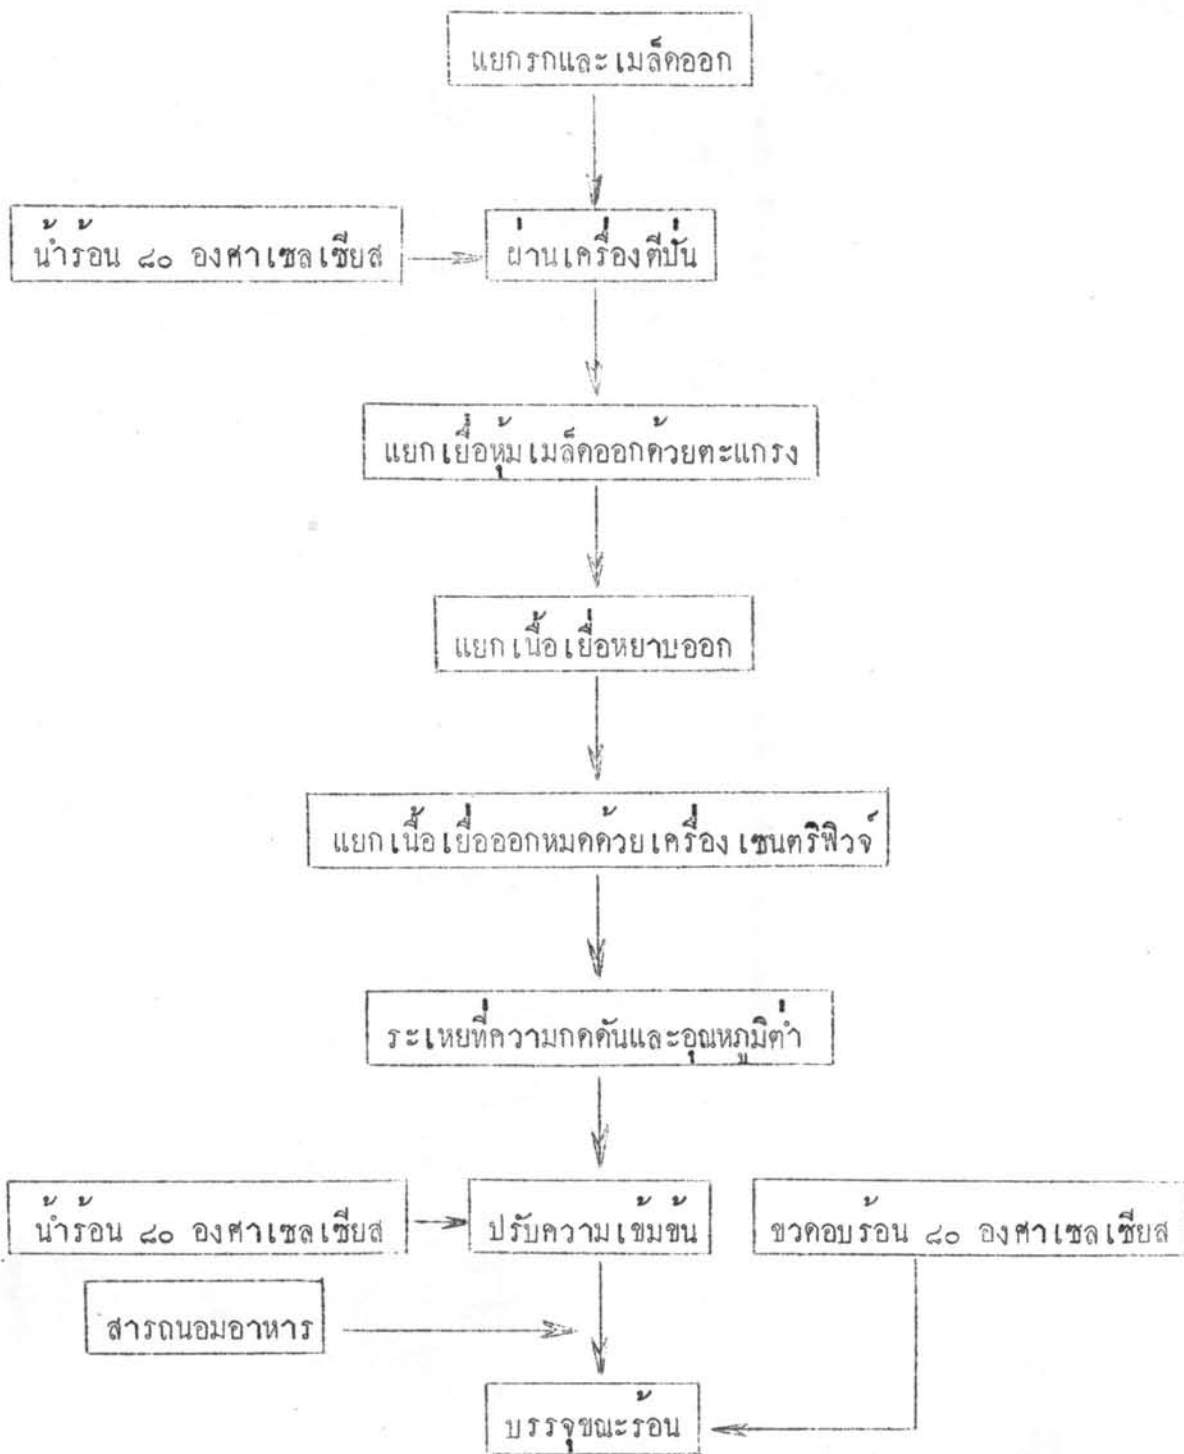 แยกรกและเมล็ดออก
น้ำร้อน ๘๐ องศาเซลเซียส
ผ่านเครื่องตีปั่น
แยกเยื่อหุ้มเมล็ดออกด้วยตะแกรง
แยกเนื้อเยื่อหยาบออก
แยกเนื้อเยื่อออกหมดด้วยเครื่องเซนตริฟิวจ์
ระเหยที่ความกดดันและอุณหภูมิต่ำ
น้ำร้อน ๘๐ องศาเซลเซียส
ปรับความเข้มข้น
ขวดอบร้อน ๘๐ องศาเซลเซียส
สารถนอมอาหาร
บรรจุขณะร้อน